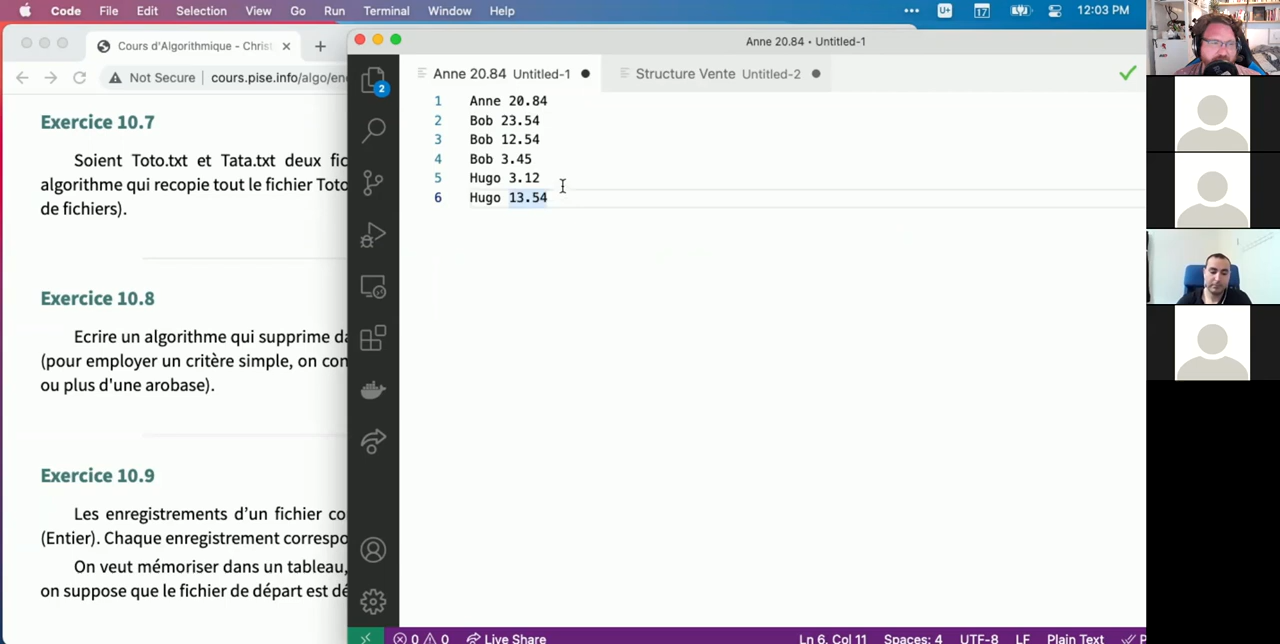 Code File Edit Selection View Go Run Terminal Window Help
U+ 17 12:03 PM
Cours d'Algorithmique - Christ
Not Secure cours.pise.info/algo/en
Exercice 10.7
Soient Toto.txt et Tata.txt deux fic
algorithme qui recopie tout le fichier Toto
de fichiers).
Exercice 10.8
Ecrire un algorithme qui supprime da
(pour employer un critère simple, on con
ou plus d'une arobase).
Exercice 10.9
Les enregistrements d'un fichier co
(Entier). Chaque enregistrement correspo
On veut mémoriser dans un tableau,
on suppose que le fichier de départ est dé
Anne 20.84 • Untitled-1
Anne 20.84 Untitled-1
Structure Vente Untitled-2
2
1 Anne 20.84
2 Bob 23.54
3 Bob 12.54
4 Bob 3.45
5 Hugo 3.12
6 Hugo 13.54
0 0 Live Share Ln 6, Col 11 Spaces: 4 UTF-8 LF Plain Text P